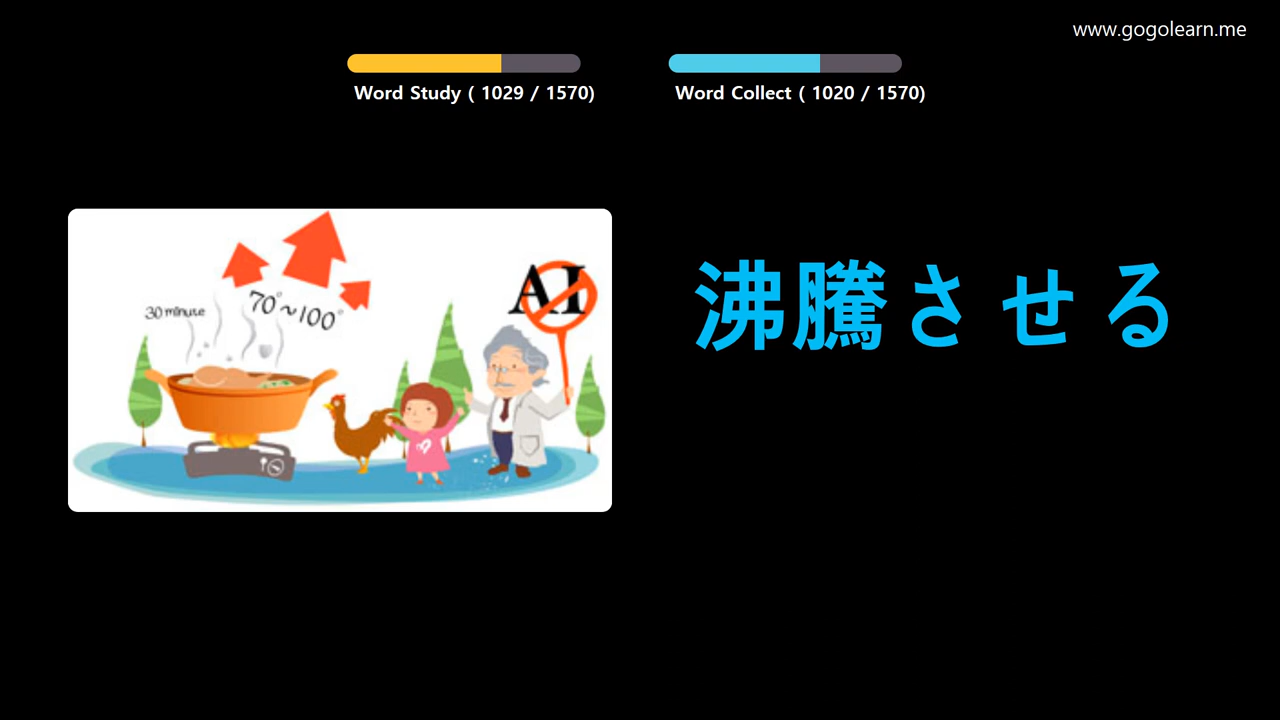 www.gogolearn.me
Word Study ( 1029 / 1570)
Word Collect ( 1020 / 1570)
30 minute
70°~100°
AI
沸騰させる